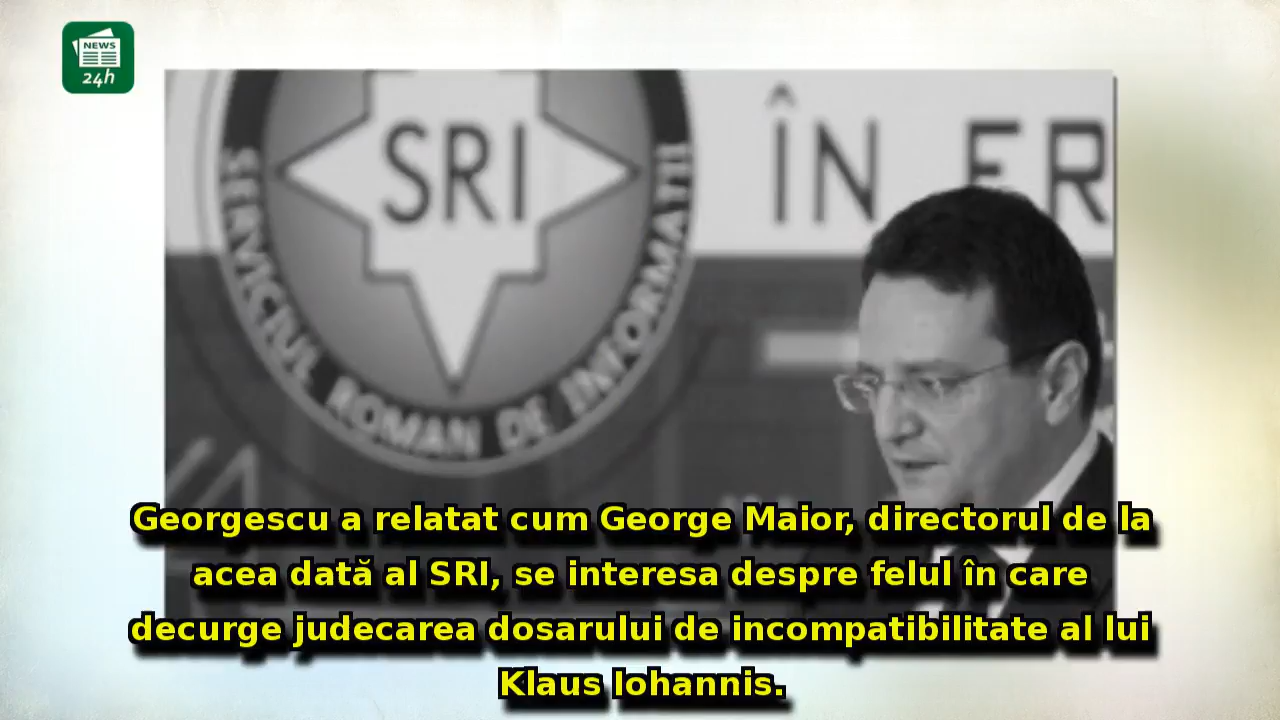 NEWS
24h
SRI
SERVICIUL ROMAN DE INFORMATII
ÎN ER
Georgescu a relatat cum George Maior, directorul de la
acea dată al SRI, se interesa despre felul în care
decurge judecarea dosarului de incompatibilitate al lui
Klaus Iohannis.